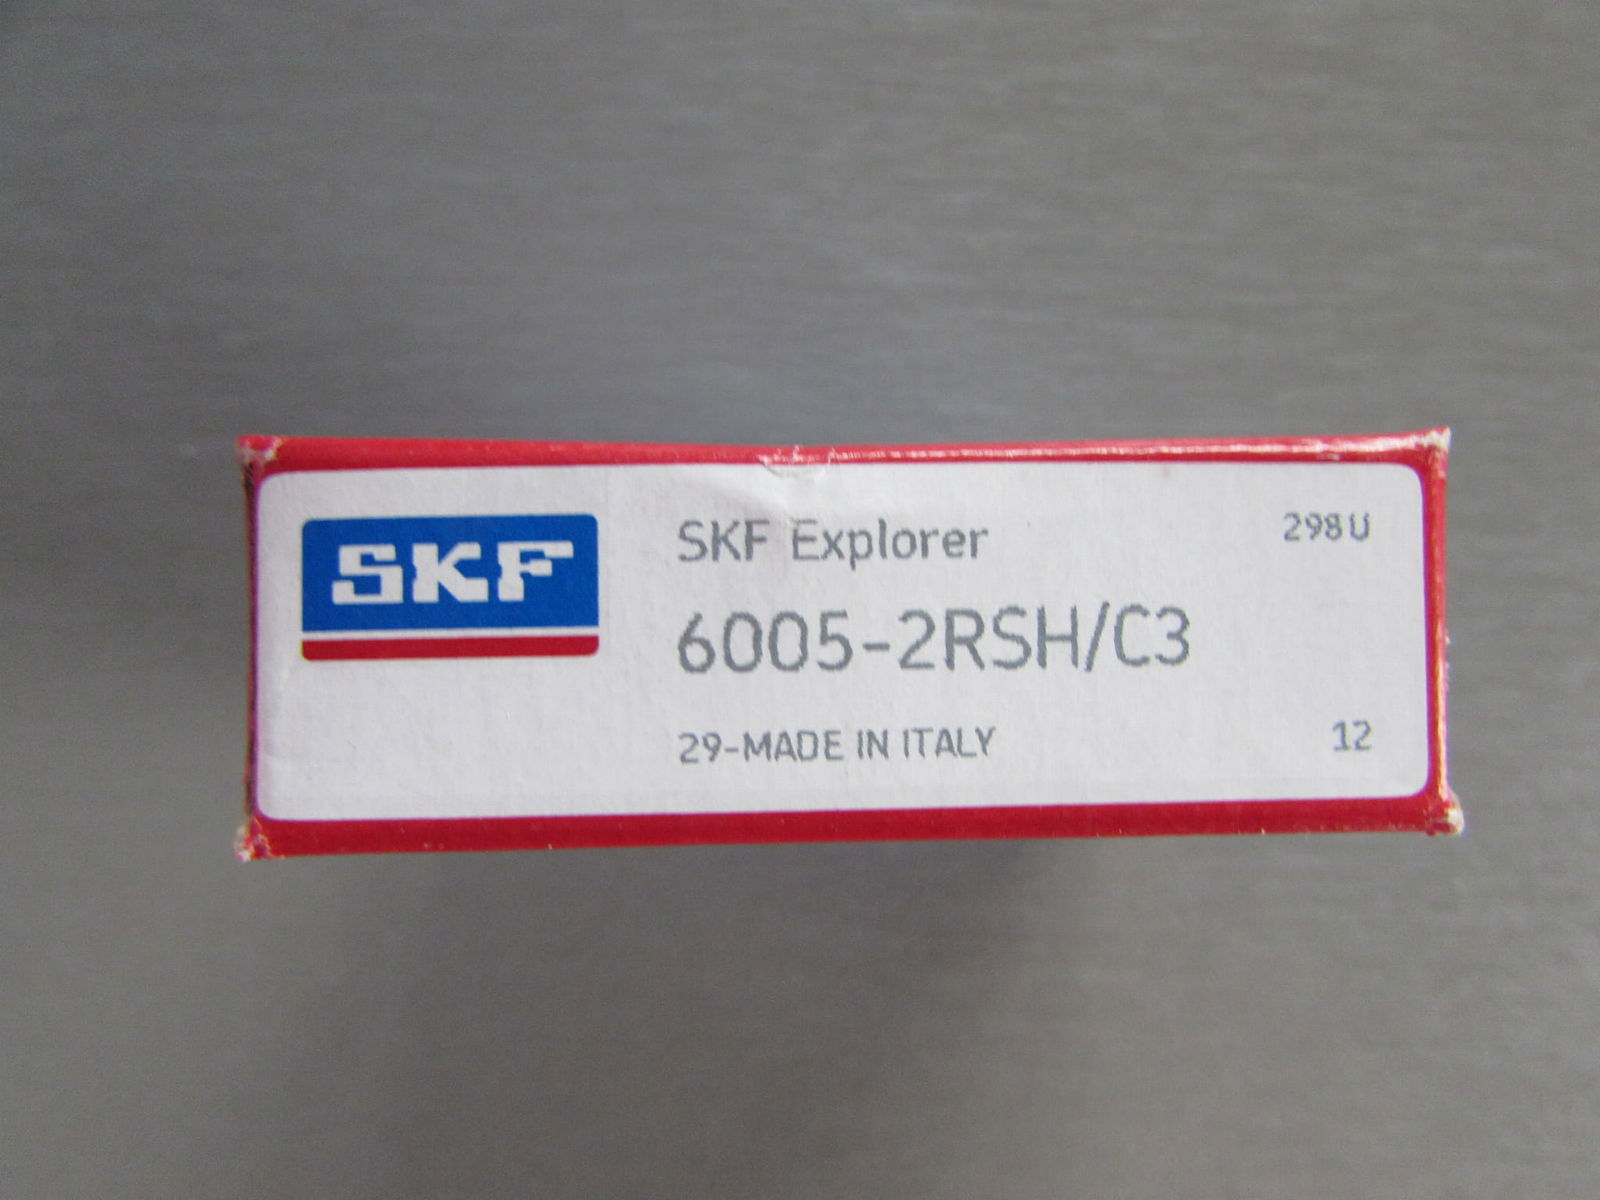 SKF
SKF Explorer
298U
6005-2RSH/C3
29-MADE IN ITALY
12